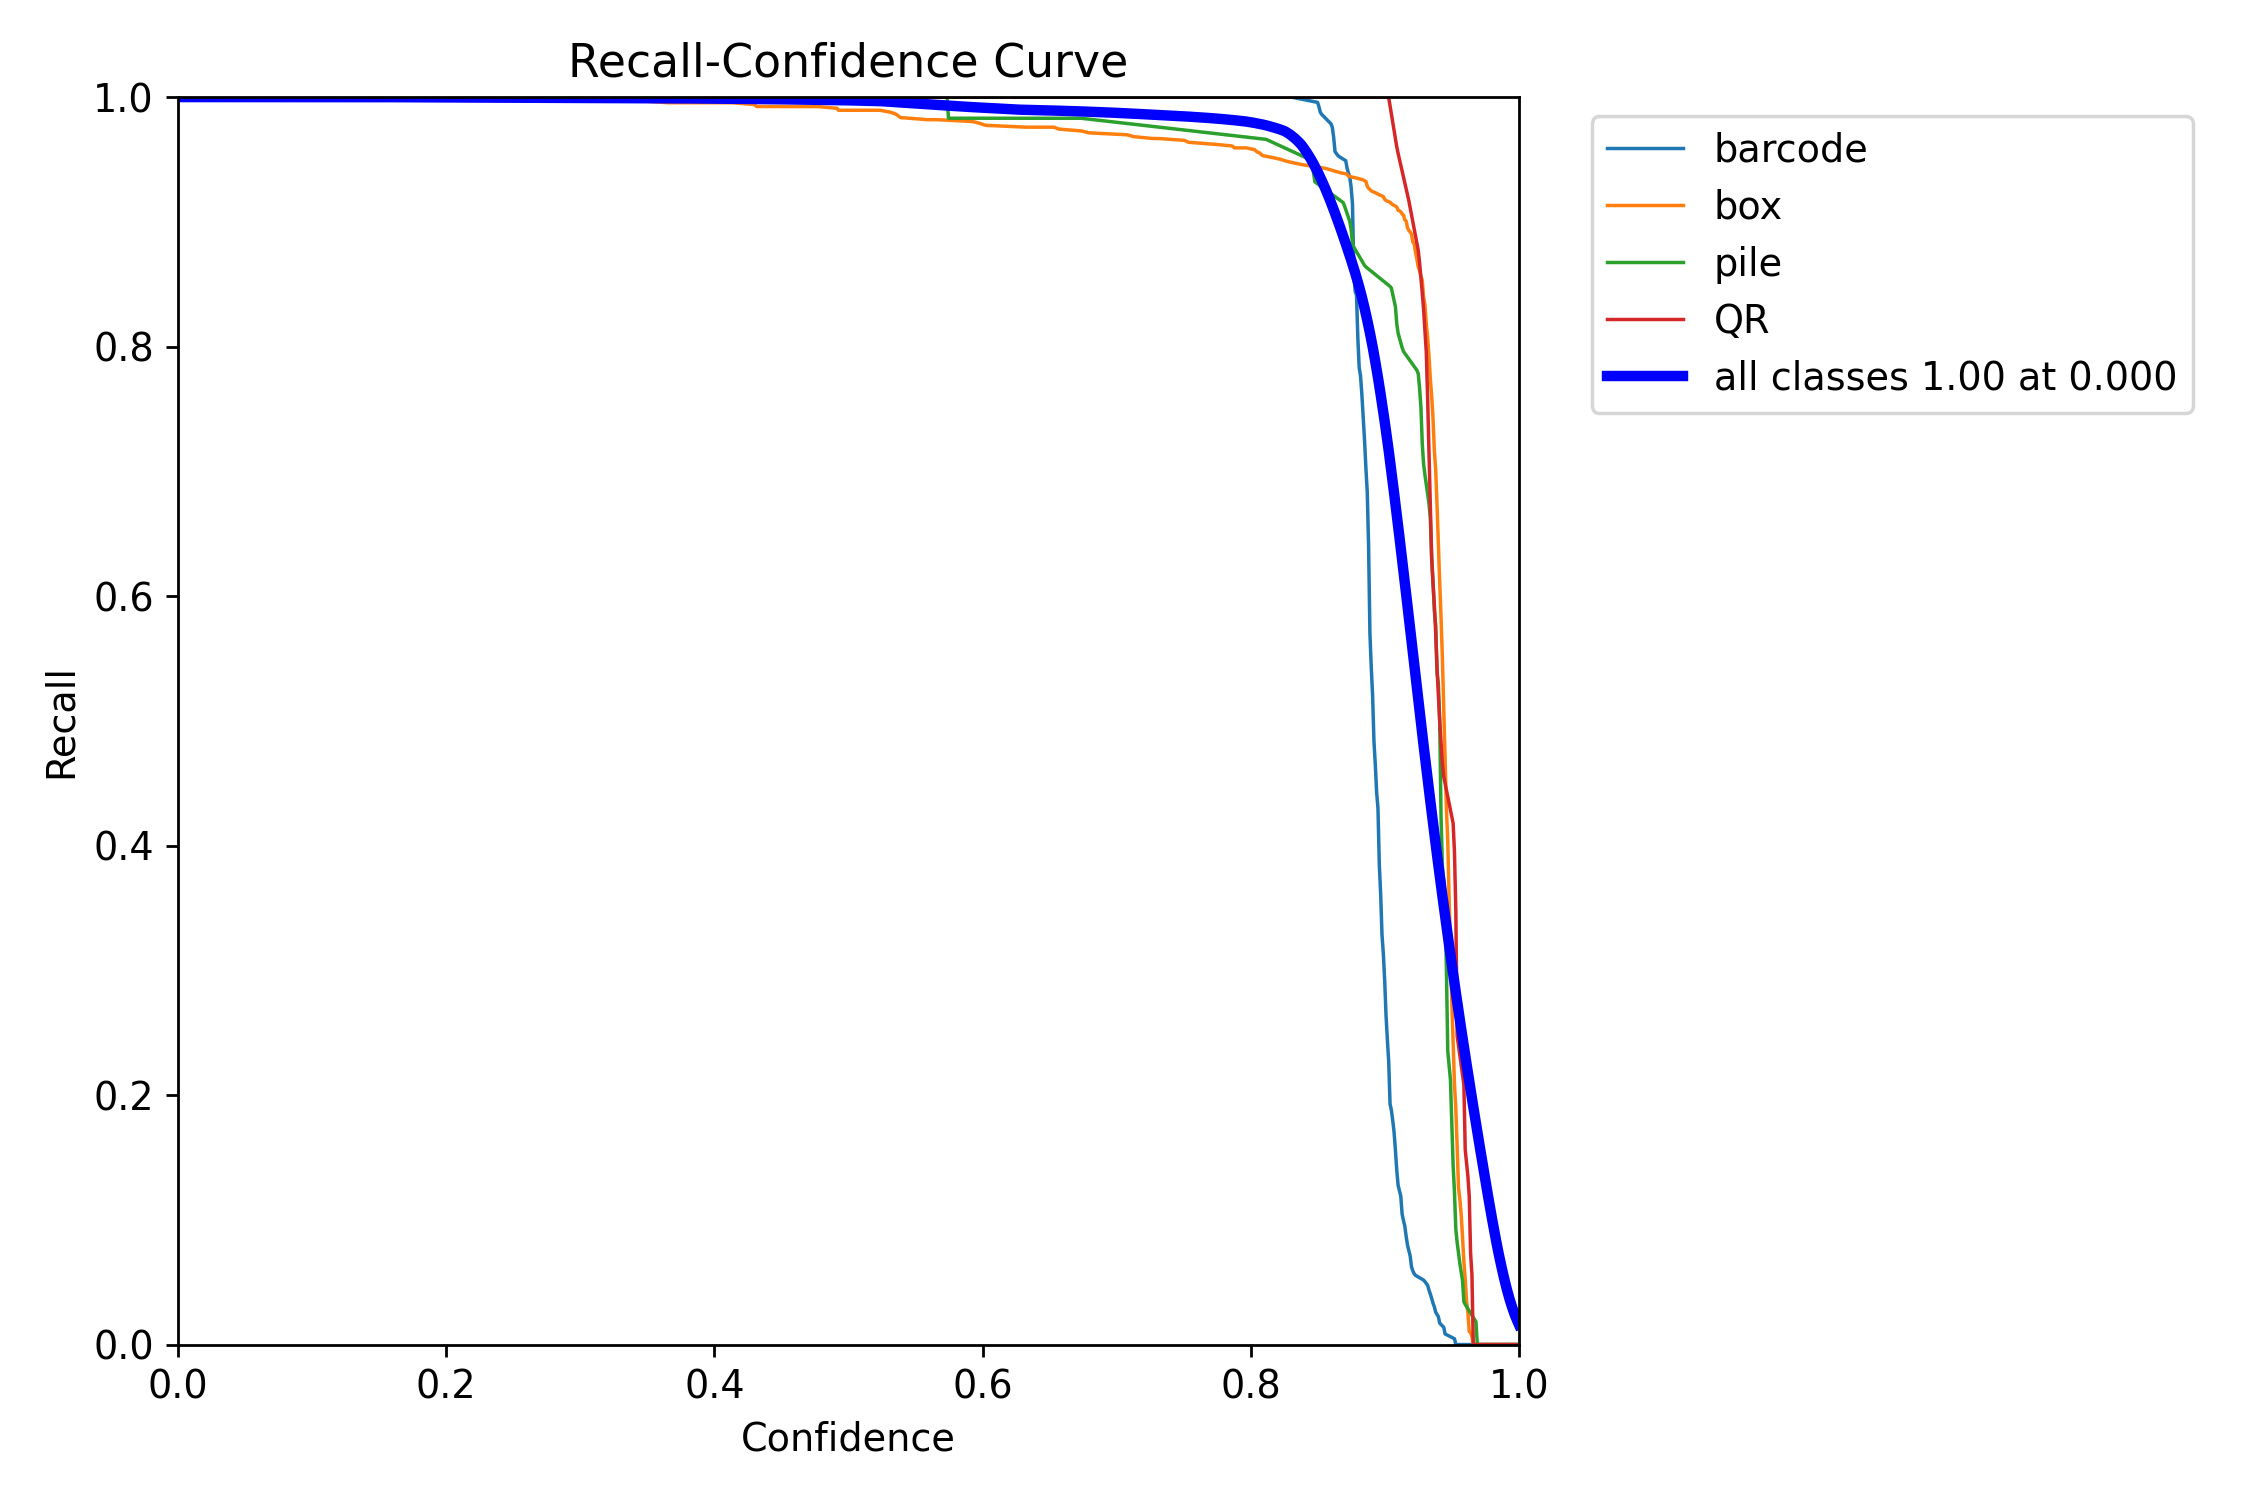 Recall-Confidence Curve
1.0
0.8
0.6
0.4
0.2
0.0
Recall
0.0 0.2 0.4 0.6 0.8 1.0
Confidence
barcode
box
pile
QR
all classes 1.00 at 0.000